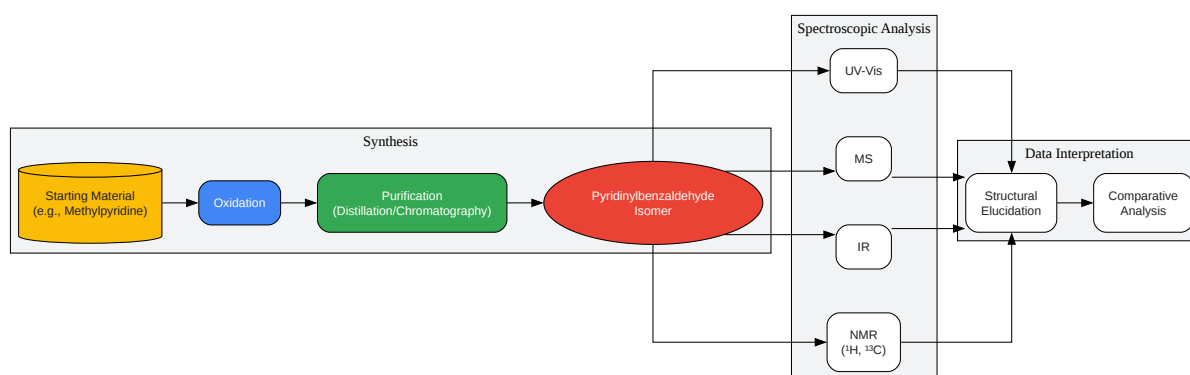 Synthesis
Starting Material
(e.g., Methylpyridine)
Oxidation
Purification
(Distillation/Chromatography)
Pyridinylbenzaldehyde
Isomer
Spectroscopic Analysis
UV-Vis
MS
IR
NMR
(¹H, ¹³C)
Data Interpretation
Structural
Elucidation
Comparative
Analysis